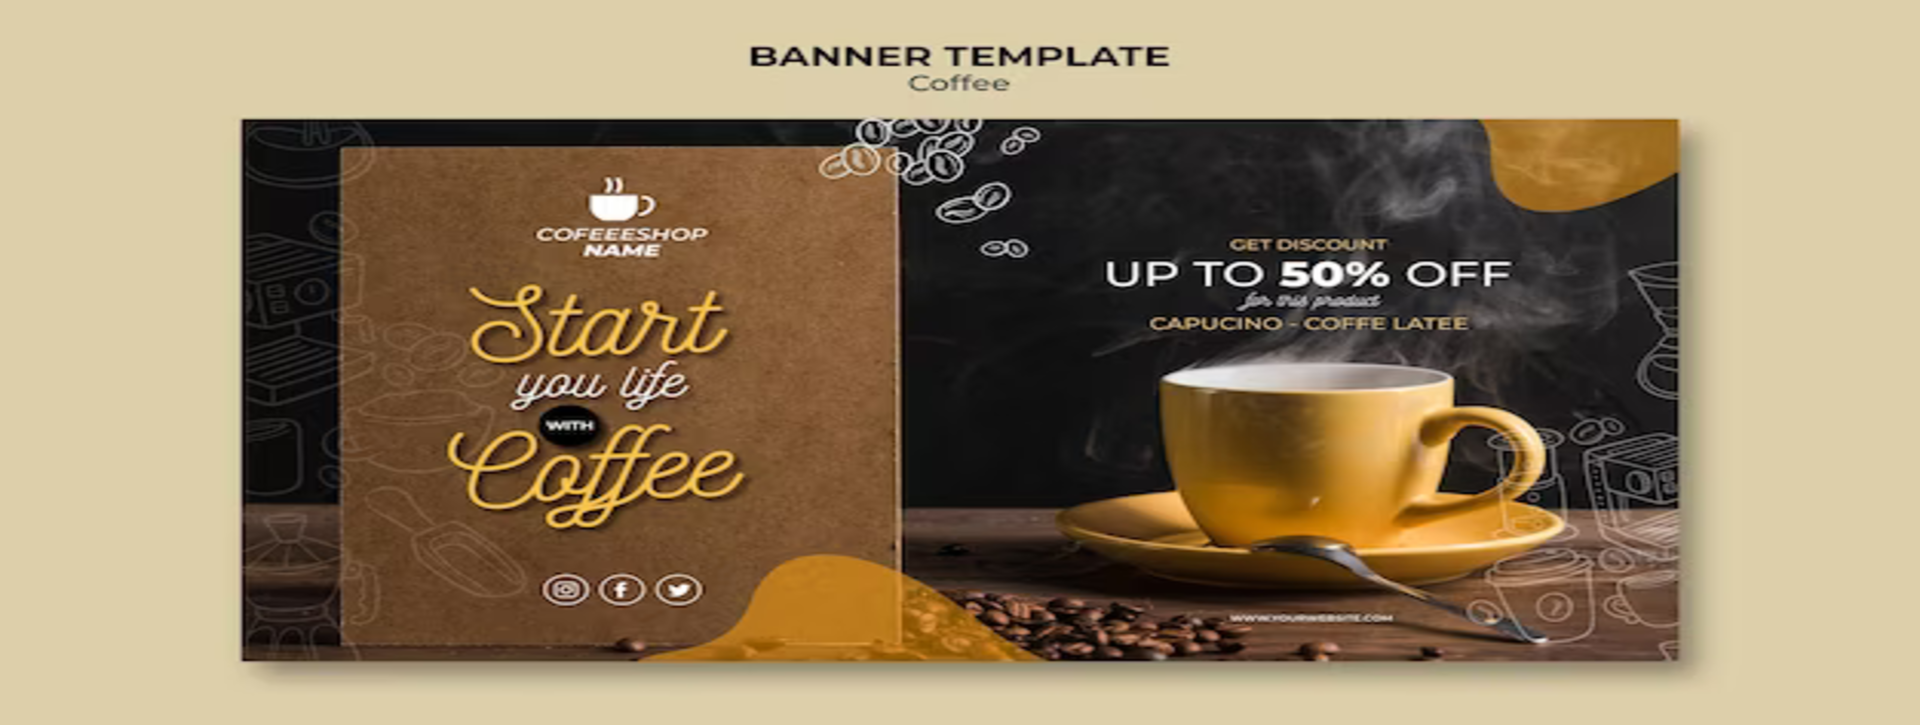 BANNER TEMPLATE
Coffee
COFEEESHOP
NAME
Start
you life
WITH
Coffee
GET DISCOUNT
UP TO 50% OFF
for this product
CAPUCINO - COFFE LATEE
WWW.YOURWEBSITE.COM